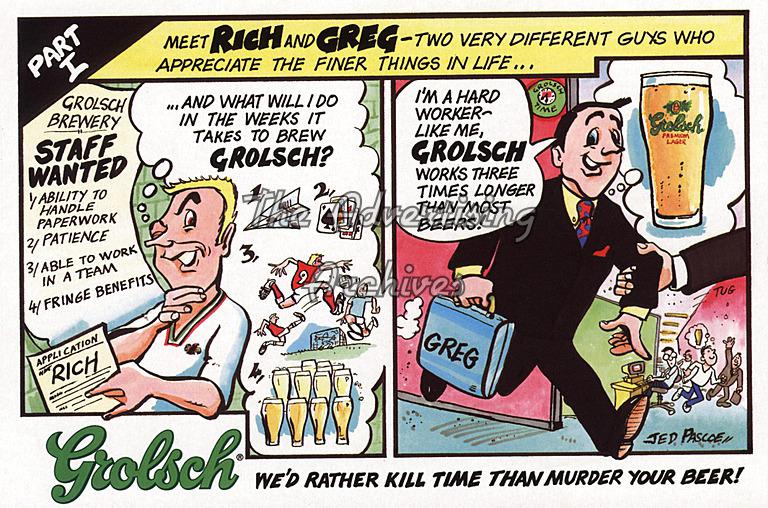 PART
I
MEET RICH AND GREG - TWO VERY DIFFERENT GUYS WHO
APPRECIATE THE FINER THINGS IN LIFE...
GROLSCH
BREWERY
STAFF
WANTED
1/ ABILITY TO
HANDLE
PAPERWORK
2/ PATIENCE
3/ ABLE TO WORK
IN A TEAM
4/ FRINGE BENEFITS
...AND WHAT WILL I DO
IN THE WEEKS IT
TAKES TO BREW
GROLSCH?
1,
2,
3,
9
4,
APPLICATION
RICH
I'M A HARD
WORKER-
LIKE ME,
GROLSCH
WORKS THREE
TIMES LONGER
THAN MOST
BEERS!
GROLSCH
TIME
Grolsch
PREMIUM
LAGER
GREG
TUG
JED PASCOE
The Advertising
Archives
Grolsch®
WE'D RATHER KILL TIME THAN MURDER YOUR BEER!